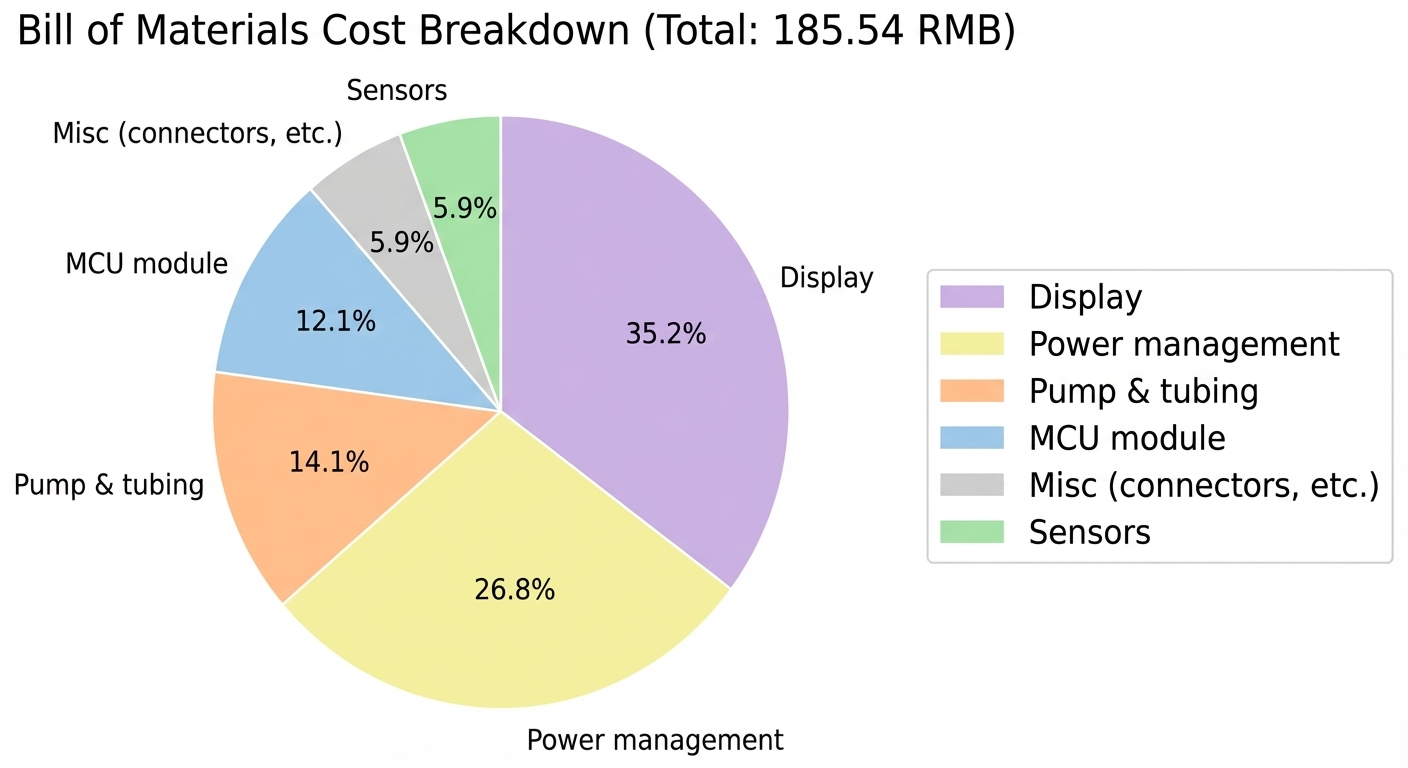 Bill of Materials Cost Breakdown (Total: 185.54 RMB)
Sensors
Misc (connectors, etc.)
5.9%
5.9%
MCU module
Display
12.1%
35.2%
14.1%
Pump & tubing
26.8%
Power management
Display
Power management
Pump & tubing
MCU module
Misc (connectors, etc.)
Sensors